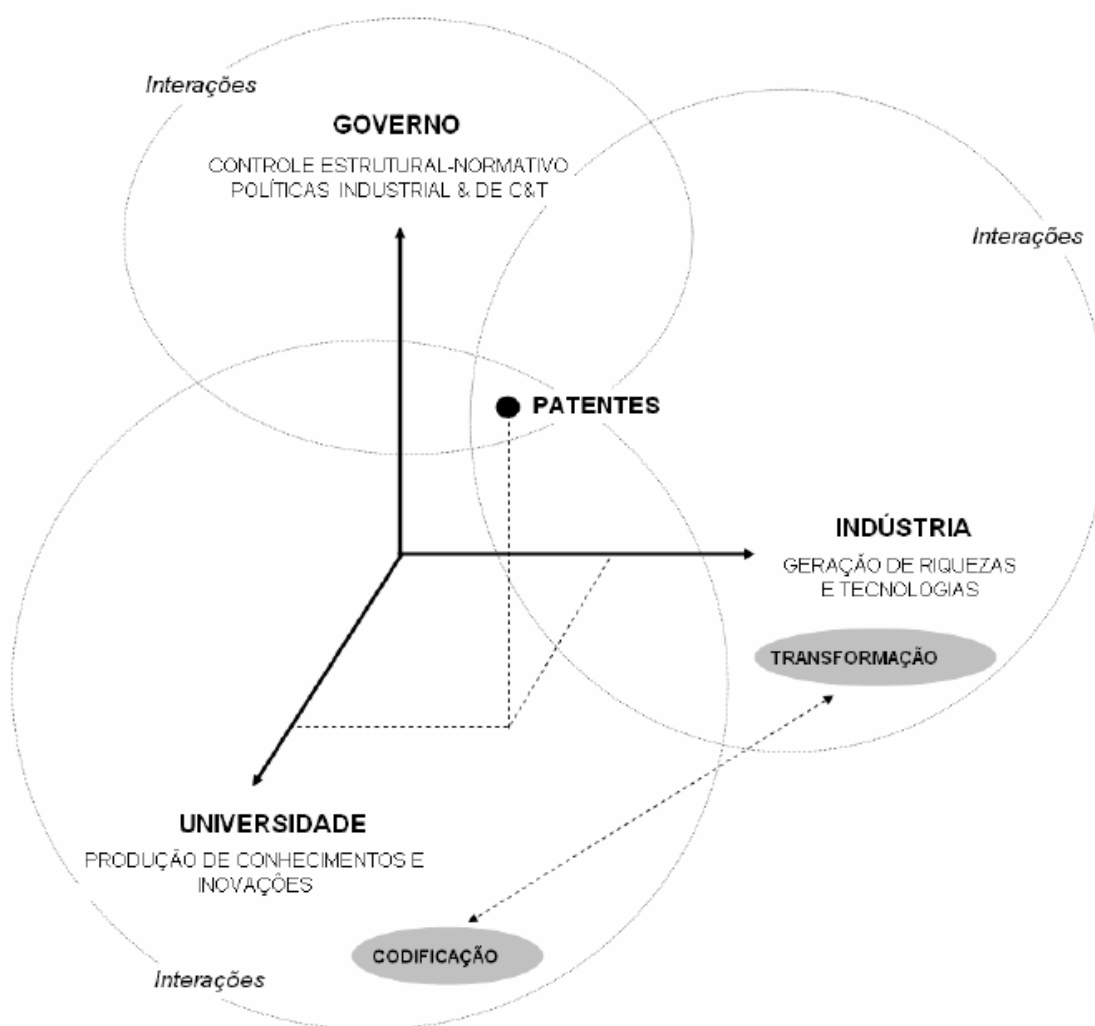 Interações
GOVERNO
CONTROLE ESTRUTURAL-NORMATIVO
POLÍTICAS INDUSTRIAL & DE C&T
Interações
PATENTES
INDÚSTRIA
GERAÇÃO DE RIQUEZAS
E TECNOLOGIAS
TRANSFORMAÇÃO
UNIVERSIDADE
PRODUÇÃO DE CONHECIMENTOS E
INOVAÇÕES
CODIFICAÇÃO
Interações